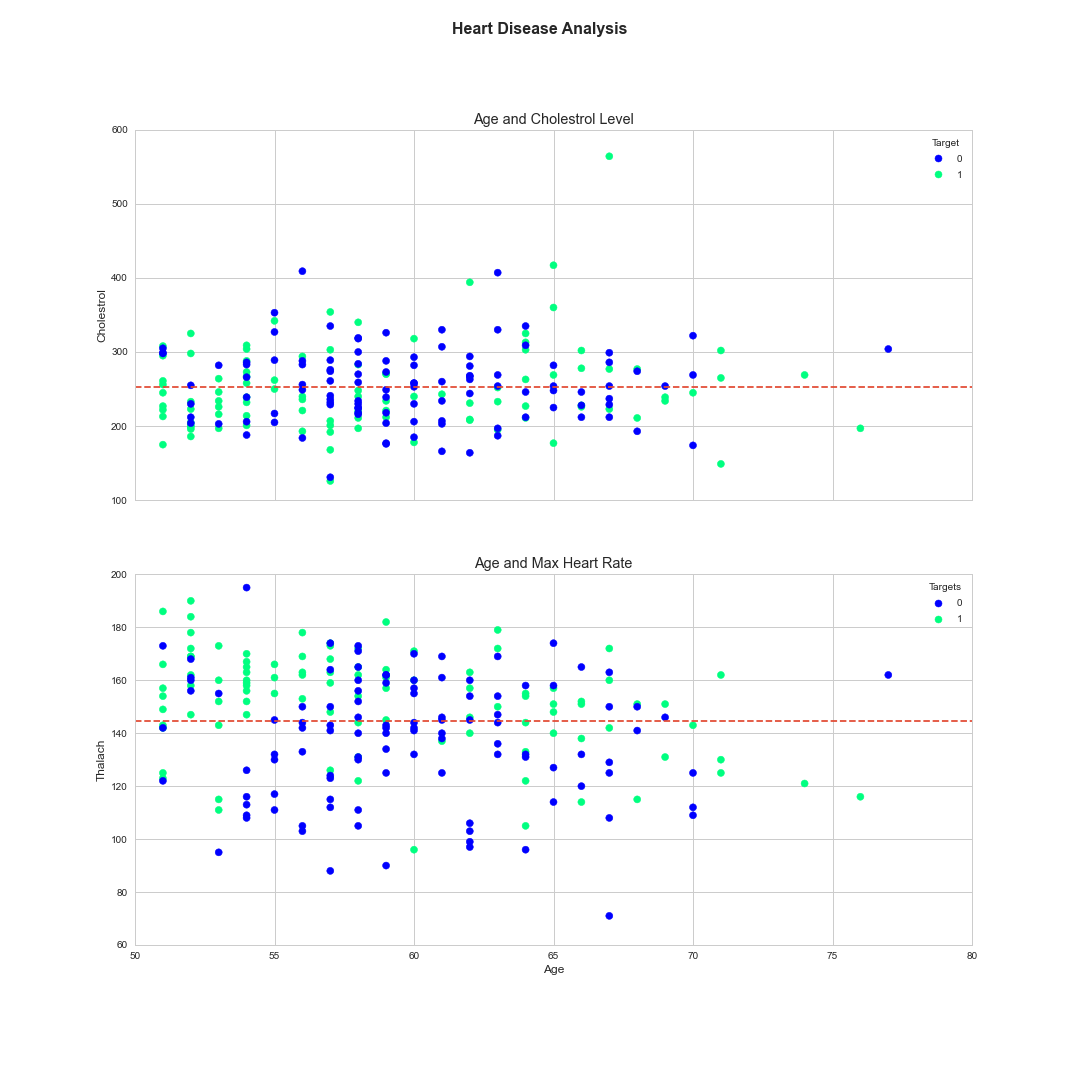 Heart Disease Analysis
Age and Cholestrol Level
600
500
400
300
200
100
Cholestrol
Target
0
1
Age and Max Heart Rate
200
180
160
140
120
100
80
60
Thalach
Targets
0
1
50 55 60 65 70 75 80
Age